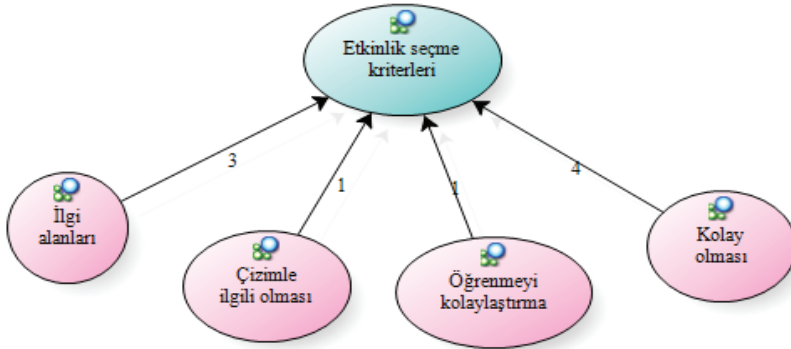 Etkinlik seçme
kriterleri
3
1
1
4
İlgi
alanları
Çizimle
ilgili olması
Öğrenmeyi
kolaylaştırma
Kolay
olması